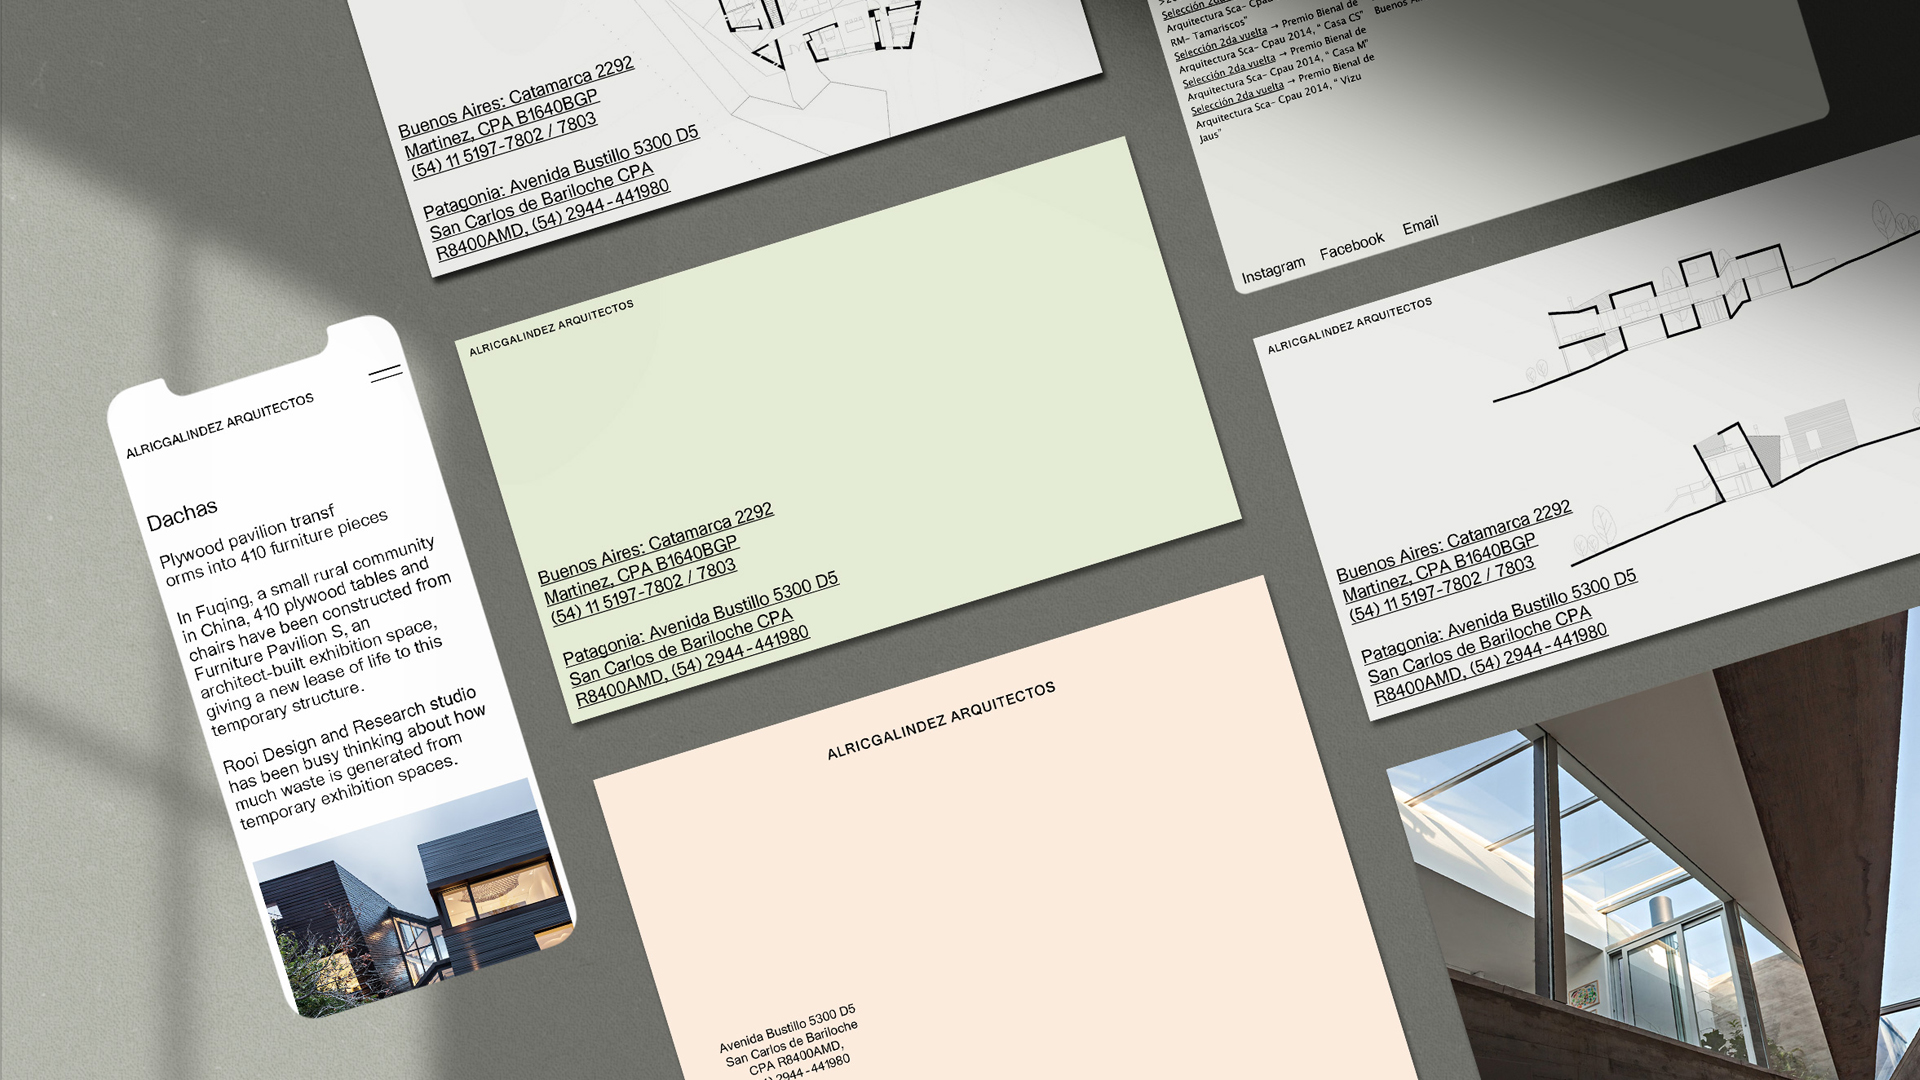 Buenos Aires: Catamarca 2292
Martinez, CPA B1640BGP
(54) 11 5197-7802 / 7803
Patagonia: Avenida Bustillo 5300 D5
San Carlos de Bariloche CPA
R8400AMD, (54) 2944-441980
Arquitectura Sca- Cpau
RM- Tamariscos"
Selección 2da vuelta → Premio Bienal de
Arquitectura Sca- Cpau 2014, " Casa CS"
Selección 2da vuelta → Premio Bienal de
Arquitectura Sca- Cpau 2014, " Casa M"
Selección 2da vuelta → Premio Bienal de
Arquitectura Sca- Cpau 2014, " Vizu
Jaus"
Buenos
Instagram Facebook Email
ALRICGALINDEZ ARQUITECTOS
Dachas
Plywood pavilion transf
orms into 410 furniture pieces
In Fuqing, a small rural community
in China, 410 plywood tables and
chairs have been constructed from
Furniture Pavilion S, an
architect-built exhibition space,
giving a new lease of life to this
temporary structure.
Rooi Design and Research studio
has been busy thinking about how
much waste is generated from
temporary exhibition spaces.
ALRICGALINDEZ ARQUITECTOS
Buenos Aires: Catamarca 2292
Martinez, CPA B1640BGP
(54) 11 5197-7802 / 7803
Patagonia: Avenida Bustillo 5300 D5
San Carlos de Bariloche CPA
R8400AMD, (54) 2944-441980
ALRICGALINDEZ ARQUITECTOS
Buenos Aires: Catamarca 2292
Martinez, CPA B1640BGP
(54) 11 5197-7802 / 7803
Patagonia: Avenida Bustillo 5300 D5
San Carlos de Bariloche CPA
R8400AMD, (54) 2944-441980
ALRICGALINDEZ ARQUITECTOS
Avenida Bustillo 5300 D5
San Carlos de Bariloche
CPA R8400AMD,
2944-441980